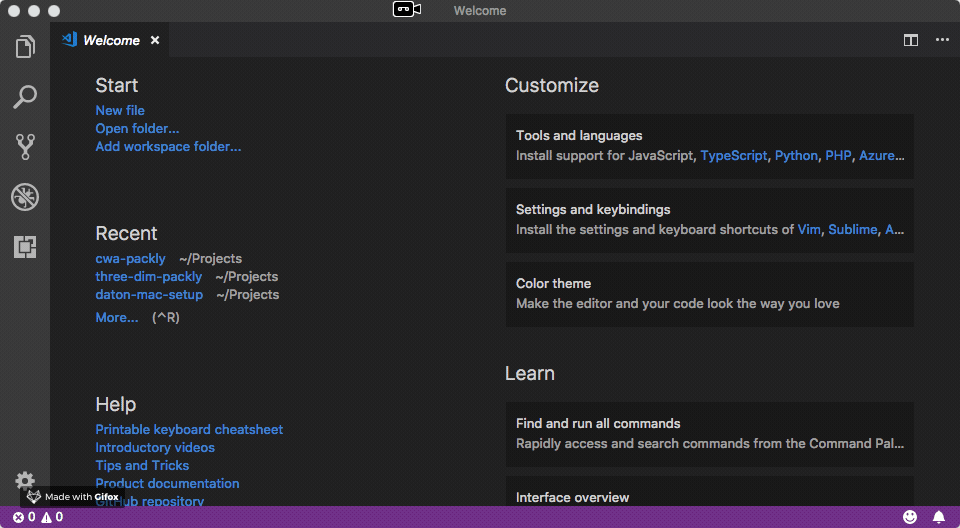 Welcome
Welcome
Start
New file
Open folder...
Add workspace folder...
Recent
cwa-packly ~/Projects
three-dim-packly ~/Projects
daton-mac-setup ~/Projects
More... (^R)
Help
Printable keyboard cheatsheet
Introductory videos
Tips and Tricks
Product documentation
GitHub repository
Customize
Tools and languages
Install support for JavaScript, TypeScript, Python, PHP, Azure...
Settings and keybindings
Install the settings and keyboard shortcuts of Vim, Sublime, A...
Color theme
Make the editor and your code look the way you love
Learn
Find and run all commands
Rapidly access and search commands from the Command Pal...
Interface overview
Made with Gifox
0 0